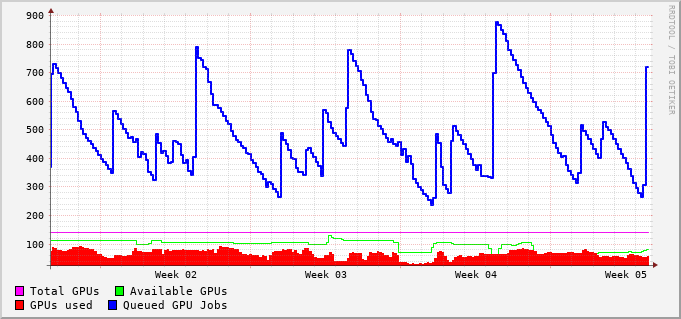 900
800
700
600
500
400
300
200
100
Week 02 Week 03 Week 04 Week 05
Total GPUs Available GPUs
GPUs used Queued GPU Jobs
RRDTOOL / TOBI OETIKER